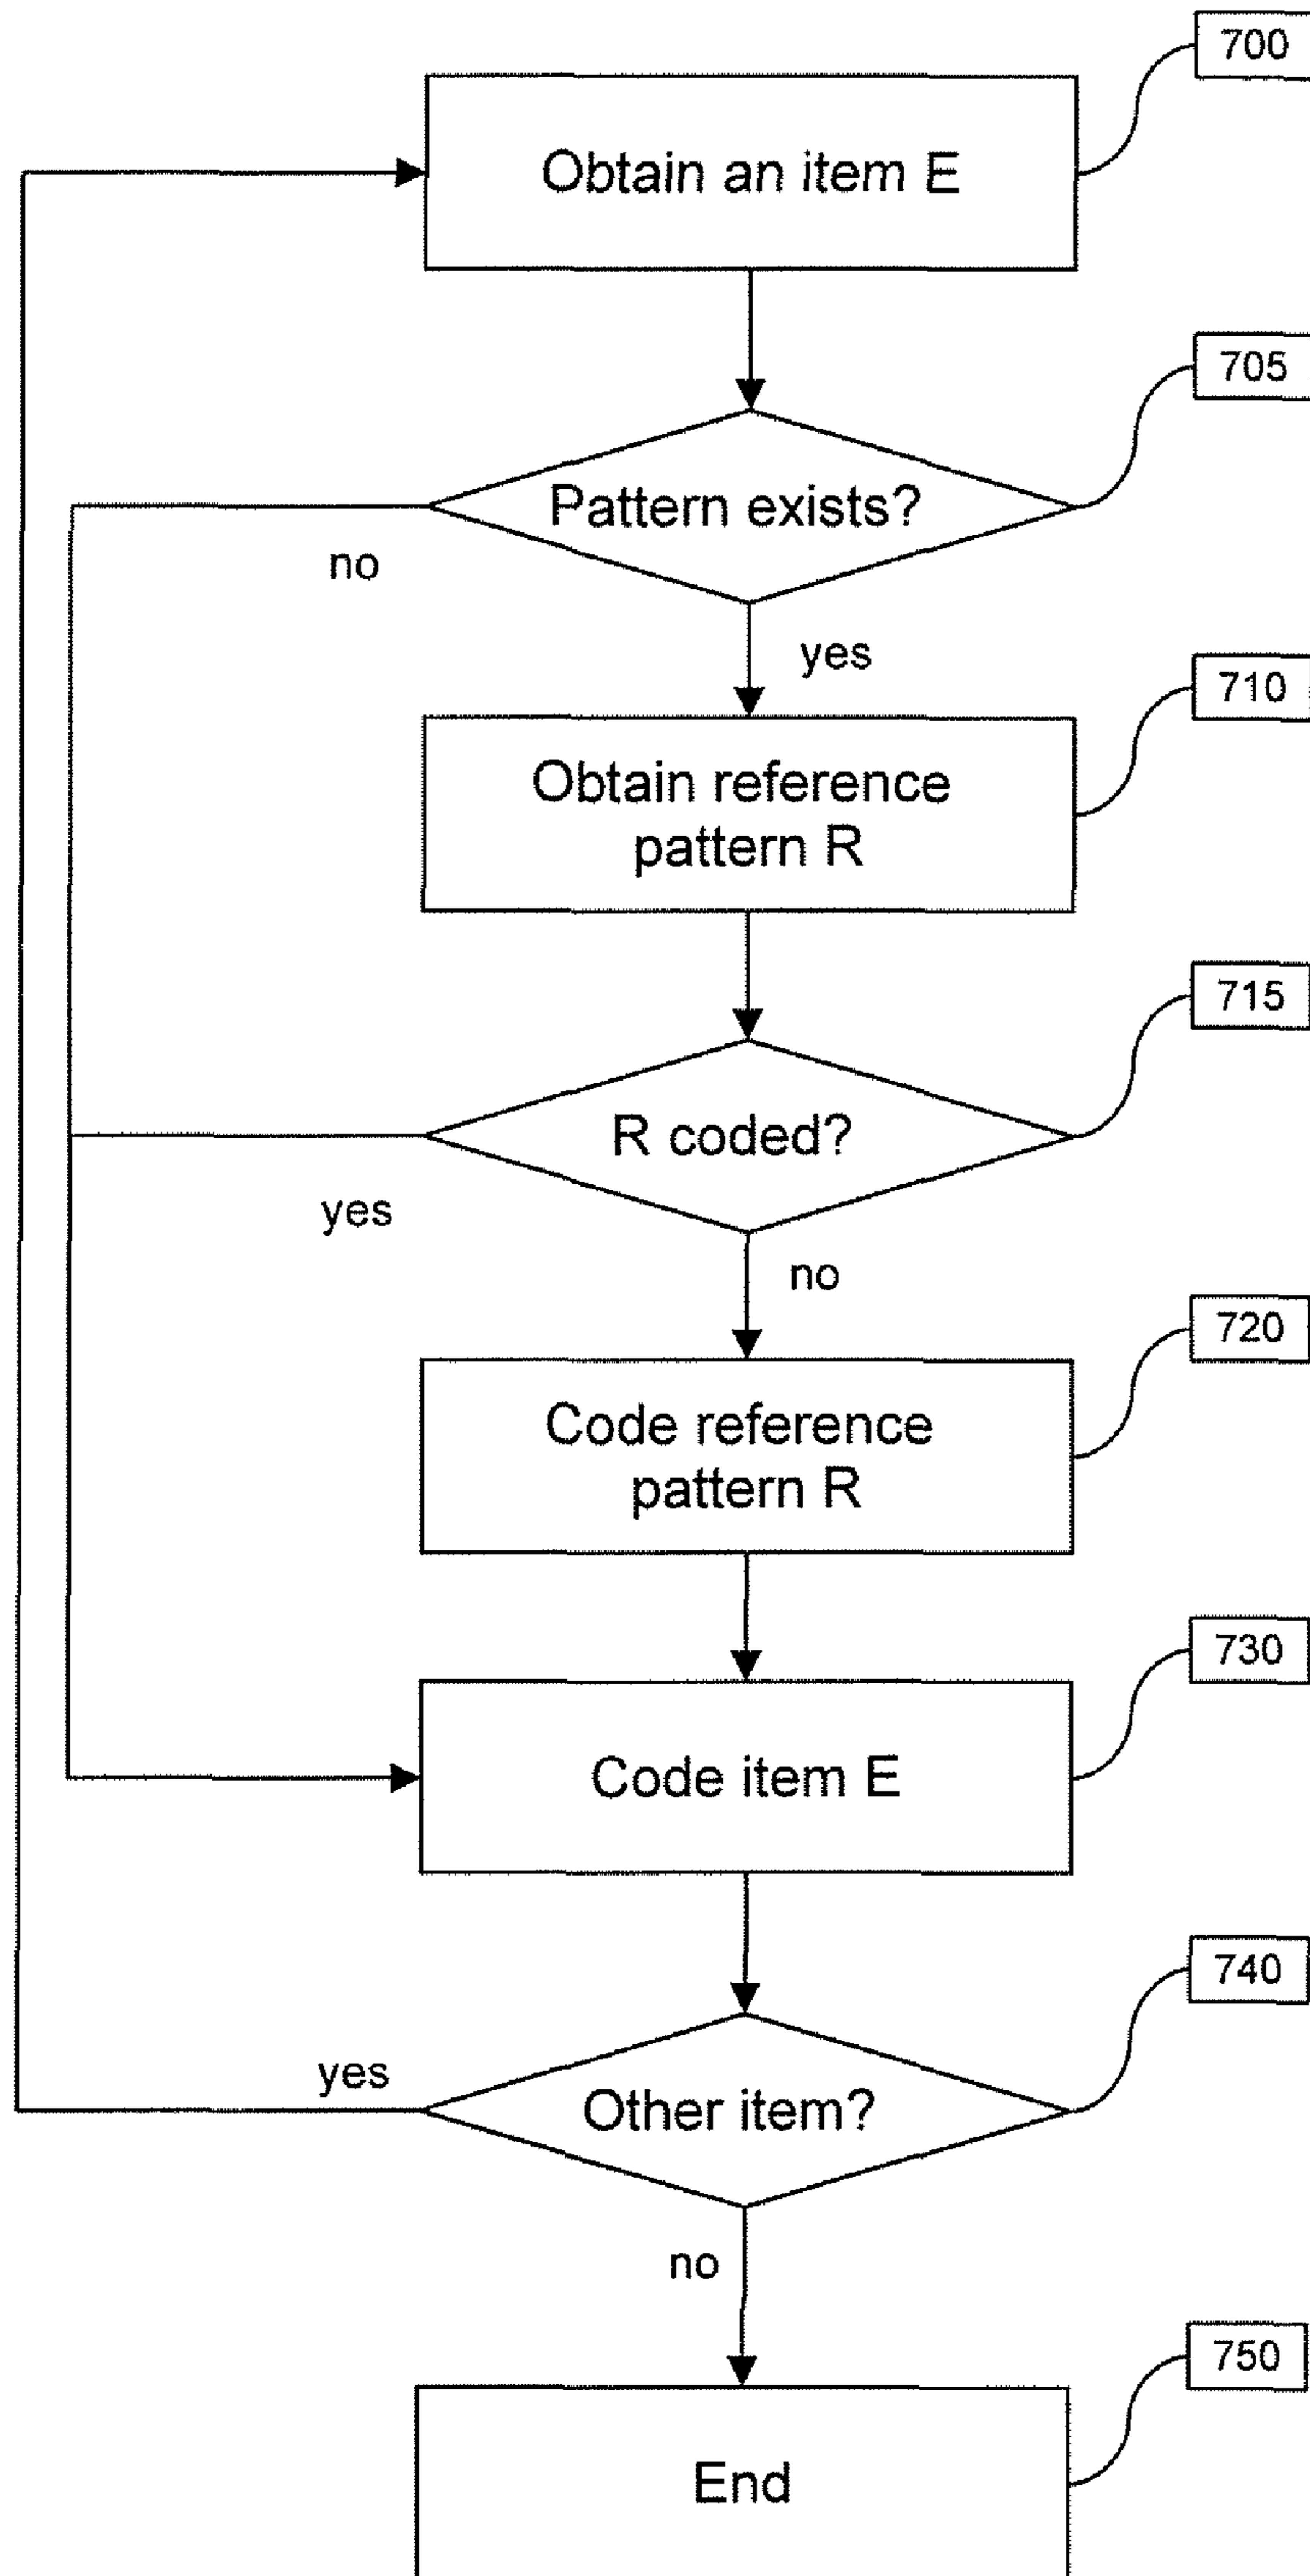 700
Obtain an item E
705
Pattern exists?
no
yes
710
Obtain reference
pattern R
715
R coded?
yes
no
720
Code reference
pattern R
730
Code item E
740
yes
Other item?
no
750
End